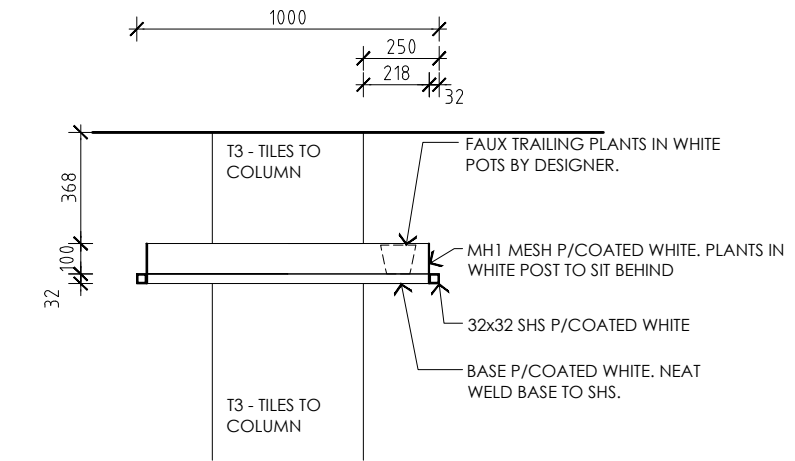 1000
250
218
32
T3 - TILES TO
COLUMN
FAUX TRAILING PLANTS IN WHITE
POTS BY DESIGNER.
368
100
32
MH1 MESH P/COATED WHITE. PLANTS IN
WHITE POST TO SIT BEHIND
32x32 SHS P/COATED WHITE
BASE P/COATED WHITE. NEAT
WELD BASE TO SHS.
T3 - TILES TO
COLUMN